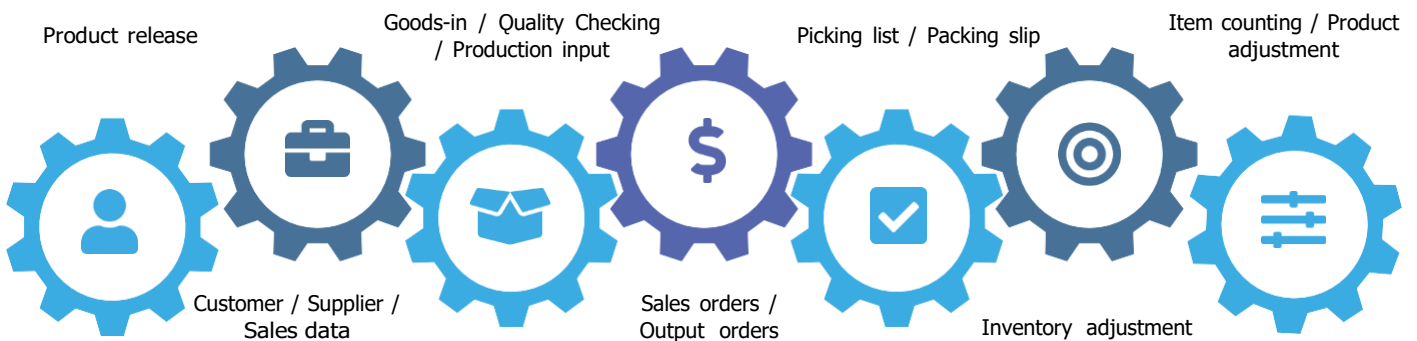 Product release
Customer / Supplier /
Sales data
Goods-in / Quality Checking
/ Production input
Sales orders /
Output orders
Picking list / Packing slip
Inventory adjustment
Item counting / Product
adjustment